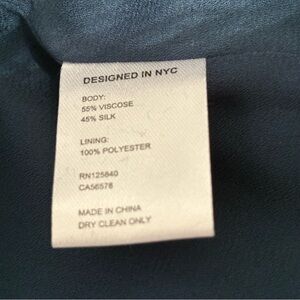 DESIGNED IN NYC
BODY:
55% VISCOSE
45% SILK
LINING:
100% POLYESTER
RN125840
CA56578
MADE IN CHINA
DRY CLEAN ONLY